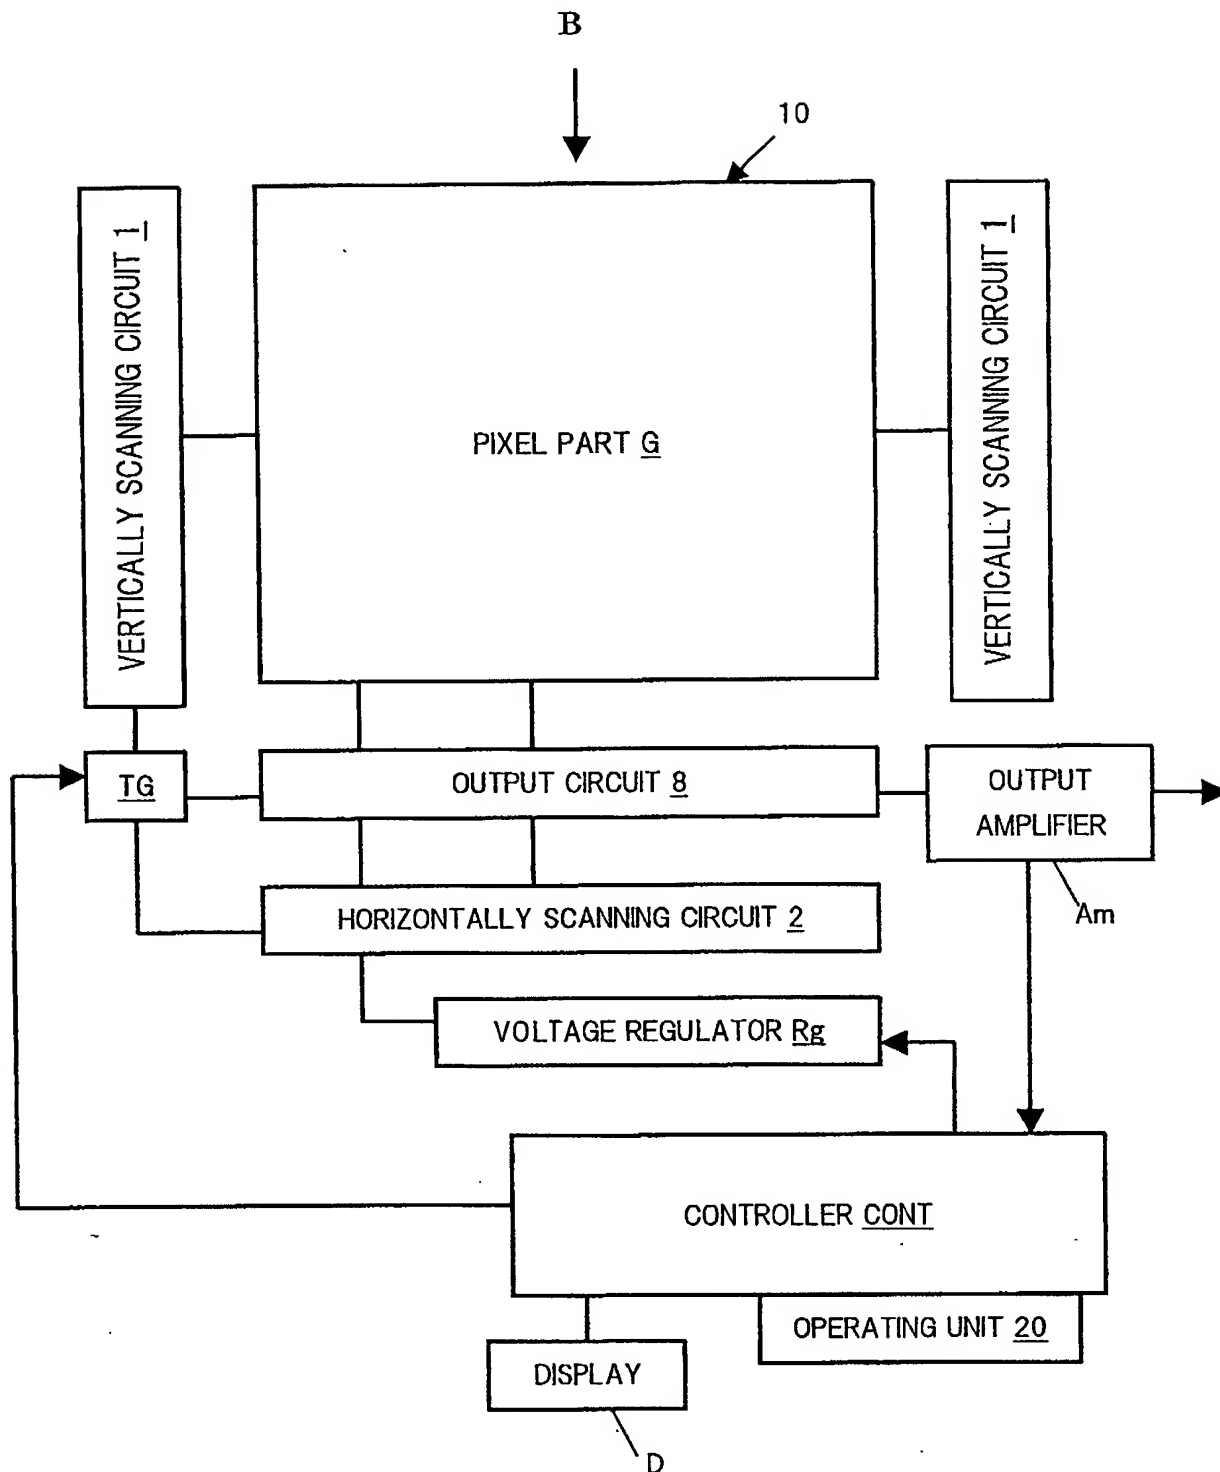 B
10
VERTICALLY SCANNING CIRCUIT 1
PIXEL PART G
VERTICALLY SCANNING CIRCUIT 1
TG
OUTPUT CIRCUIT 8
OUTPUT
AMPLIFIER
Am
HORIZONTALLY SCANNING CIRCUIT 2
VOLTAGE REGULATOR Rg
CONTROLLER CONT
OPERATING UNIT 20
DISPLAY
D